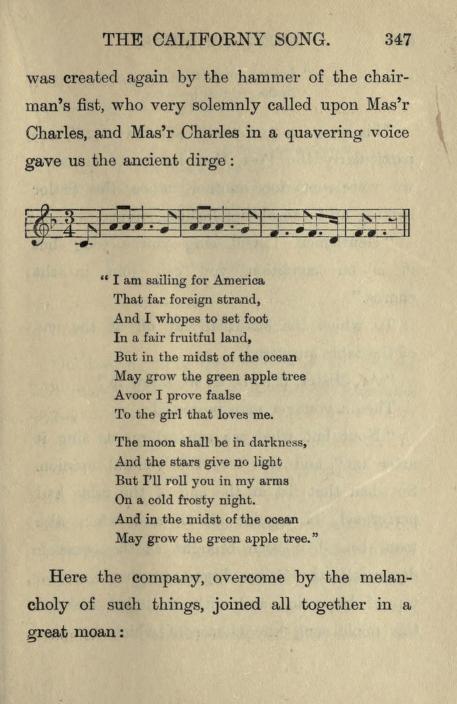 THE CALIFORNY SONG. 347
was created again by the hammer of the chair-
man's fist, who very solemnly called upon Mas'r
Charles, and Mas'r Charles in a quavering voice
gave us the ancient dirge :
3
4
“ I am sailing for America
That far foreign strand,
And I whopes to set foot
In a fair fruitful land,
But in the midst of the ocean
May grow the green apple tree
Avoor I prove faalse
To the girl that loves me.
The moon shall be in darkness,
And the stars give no light
But I'll roll you in my arms
On a cold frosty night.
And in the midst of the ocean
May grow the green apple tree.”
Here the company, overcome by the melan-
choly of such things, joined all together in a
great moan :